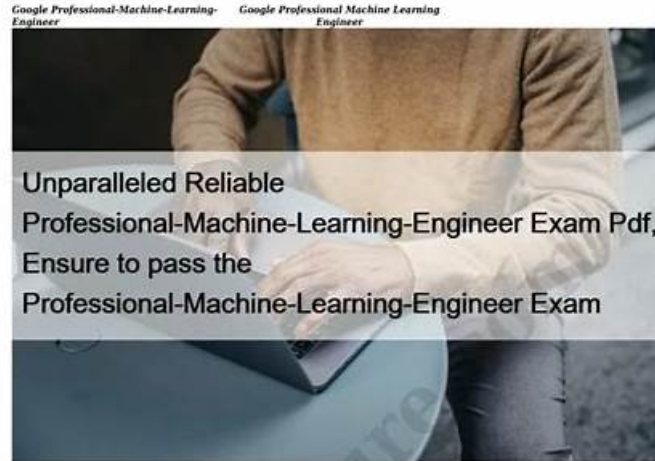 Google Professional-Machine-Learning- Google Professional Machine Learning
Engineer Engineer
Unparalleled Reliable
Professional-Machine-Learning-Engineer Exam Pdf,
Ensure to pass the
Professional-Machine-Learning-Engineer Exam